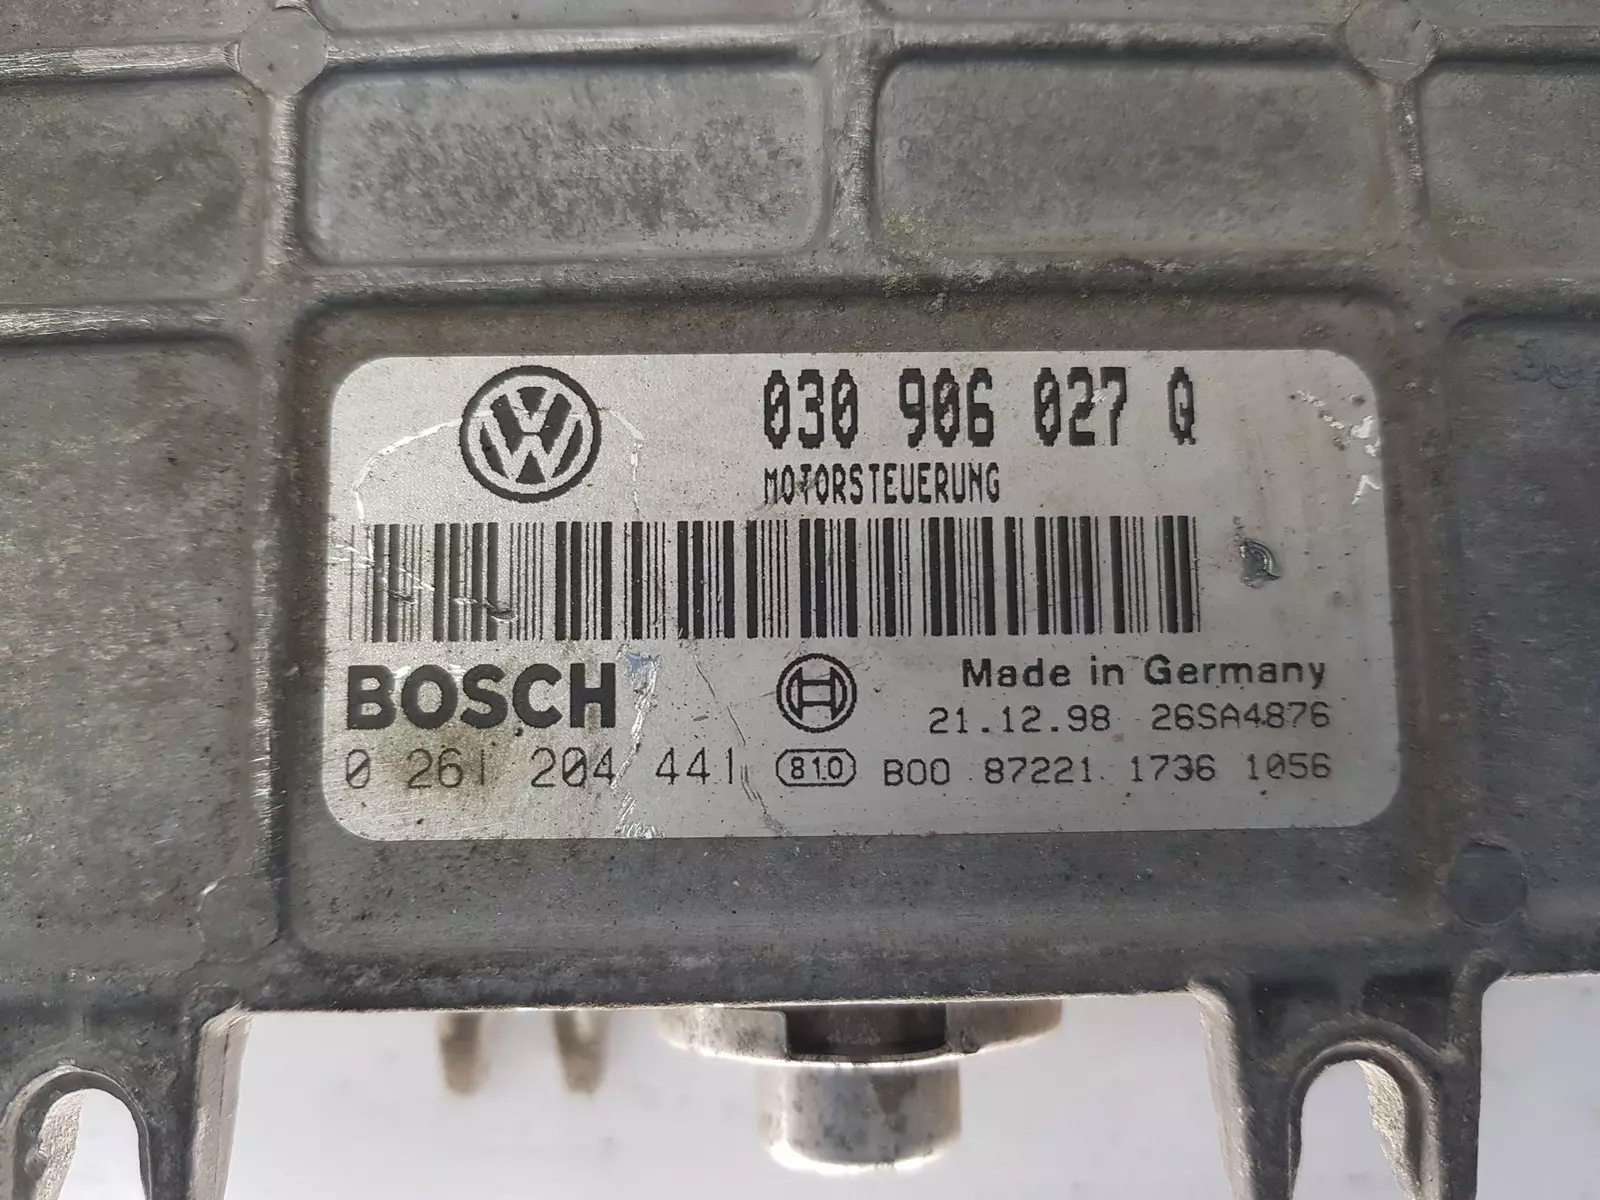 030 906 027 Q
MOTORSTEUERUNG
BOSCH
Made in Germany
21.12.98 26SA4876
0 261 204 441 810 B00 87221 1736 1056